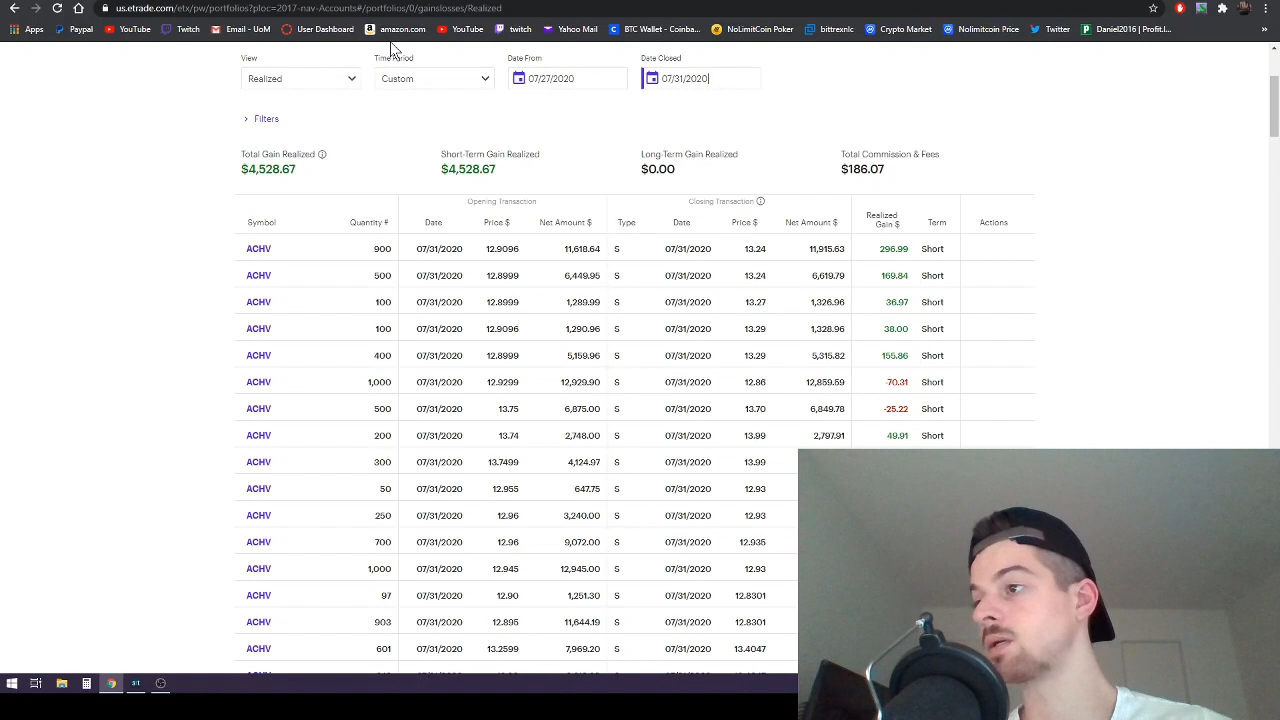 us.etrade.com/etx/pw/portfolios?ploc=2017-nav-Accounts#/portfolios/0/gainslosses/Realized
Apps Paypal YouTube Twitch Email - UoM User Dashboard amazon.com YouTube twitch Yahoo Mail BTC Wallet - Coinba... NoLimitCoin Poker bittrexnlc Crypto Market Nolimitcoin Price Twitter Daniel2016 | Profit.l... »
View Time Period Date From Date Closed
Realized Custom 07/27/2020 07/31/2020
Filters
Total Gain Realized Short-Term Gain Realized Long-Term Gain Realized Total Commission & Fees
$4,528.67 $4,528.67 $0.00 $186.07
Opening Transaction Closing Transaction
Symbol Quantity # Date Price $ Net Amount $ Type Date Price $ Net Amount $ Realized Gain $ Term Actions
ACHV 900 07/31/2020 12.9096 11,618.64 S 07/31/2020 13.24 11,915.63 296.99 Short
ACHV 500 07/31/2020 12.8999 6,449.95 S 07/31/2020 13.24 6,619.79 169.84 Short
ACHV 100 07/31/2020 12.8999 1,289.99 S 07/31/2020 13.27 1,326.96 36.97 Short
ACHV 100 07/31/2020 12.9096 1,290.96 S 07/31/2020 13.29 1,328.96 38.00 Short
ACHV 400 07/31/2020 12.8999 5,159.96 S 07/31/2020 13.29 5,315.82 155.86 Short
ACHV 1,000 07/31/2020 12.9299 12,929.90 S 07/31/2020 12.86 12,859.59 -70.31 Short
ACHV 500 07/31/2020 13.75 6,875.00 S 07/31/2020 13.70 6,849.78 -25.22 Short
ACHV 200 07/31/2020 13.74 2,748.00 S 07/31/2020 13.99 2,797.91 49.91 Short
ACHV 300 07/31/2020 13.7499 4,124.97 S 07/31/2020 13.99
ACHV 50 07/31/2020 12.955 647.75 S 07/31/2020 12.93
ACHV 250 07/31/2020 12.96 3,240.00 S 07/31/2020 12.93
ACHV 700 07/31/2020 12.96 9,072.00 S 07/31/2020 12.935
ACHV 1,000 07/31/2020 12.945 12,945.00 S 07/31/2020 12.93
ACHV 97 07/31/2020 12.90 1,251.30 S 07/31/2020 12.8301
ACHV 903 07/31/2020 12.895 11,644.19 S 07/31/2020 12.8301
ACHV 601 07/31/2020 13.2599 7,969.20 S 07/31/2020 13.4047